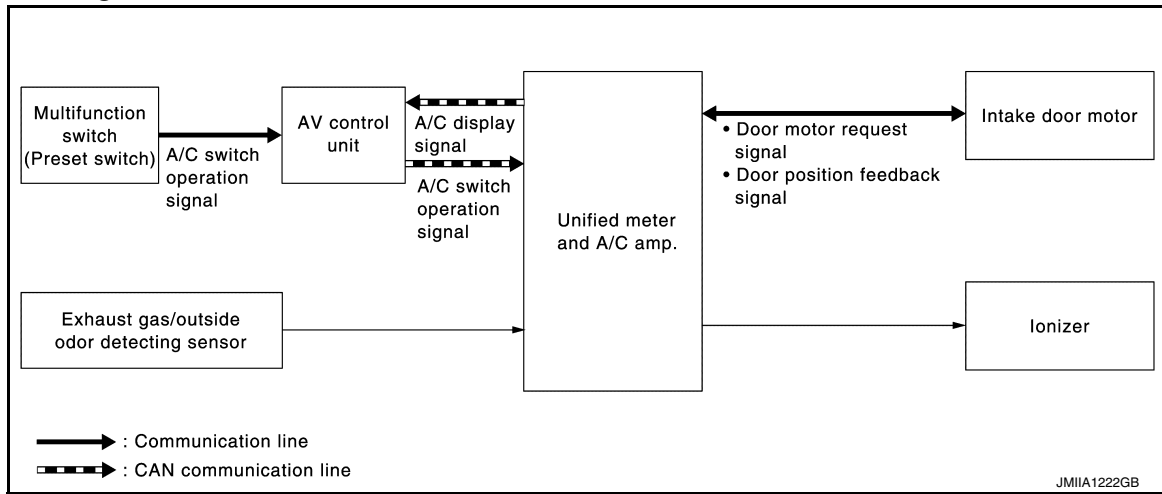 Multifunction
switch
(Preset switch)
A/C switch
operation
signal
AV control
unit
A/C display
signal
A/C switch
operation
signal
Unified meter
and A/C amp.
• Door motor request
signal
• Door position feedback
signal
Intake door motor
Exhaust gas/outside
odor detecting sensor
Ionizer
: Communication line
: CAN communication line
JMIIA1222GB